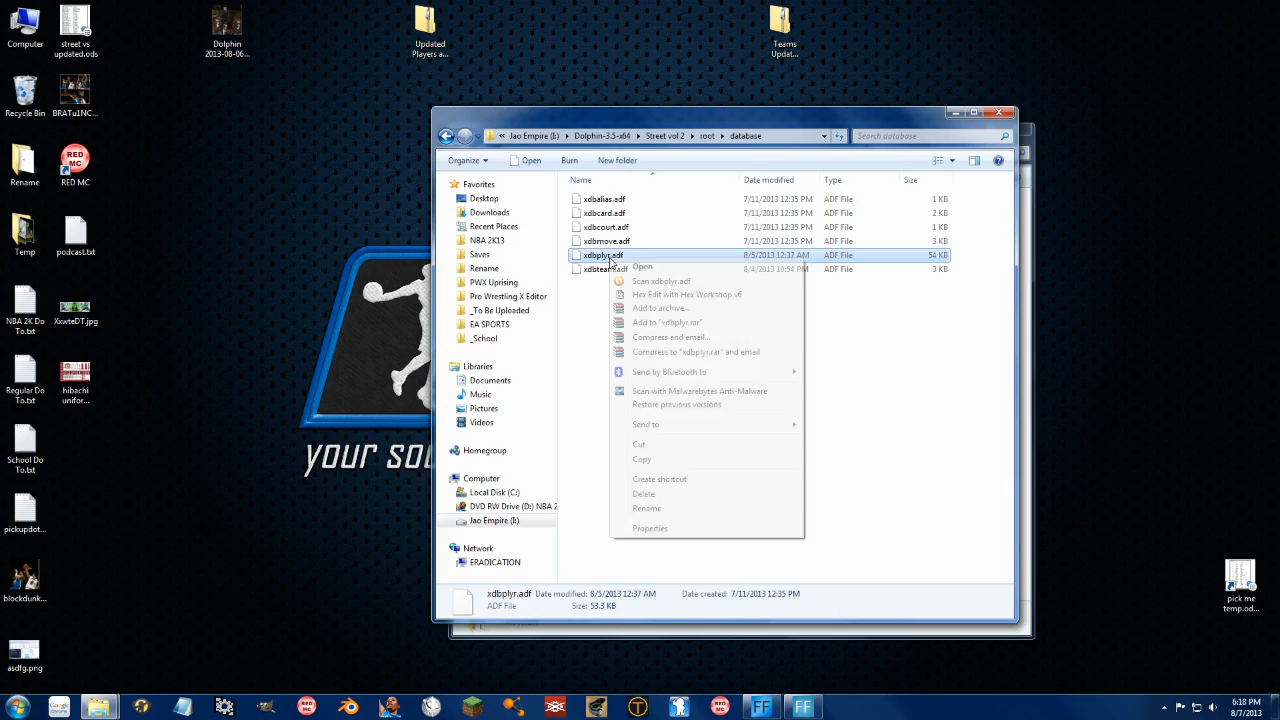 Computer
street vs
updated.ods
Dolphin
2013-08-06...
Updated
Players a...
Teams
Updat...
Recycle Bin
BRATu1NC...
Rename
RED MC
RED
MC
Temp
podcast.txt
NBA 2K Do
To.txt
XxwteDT.jpg
Regular Do
To.txt
hibachi
unifor...
School Do
To.txt
pickupdot...
blockdunk...
asdfg.png
pick me
temp.od...
your so
« Jao Empire (I:) Dolphin-3.5-x64 Street vol 2 root database
Search database
Organize Open Burn New folder
Name Date modified Type Size
xdbalias.adf 7/11/2013 12:35 PM ADF File 1 KB
xdbcard.adf 7/11/2013 12:35 PM ADF File 2 KB
xdbcourt.adf 7/11/2013 12:35 PM ADF File 1 KB
xdbmove.adf 7/11/2013 12:35 PM ADF File 3 KB
xdbplyr.adf 8/5/2013 12:37 AM ADF File 54 KB
xdbteam.adf 8/4/2013 10:54 PM ADF File 3 KB
Favorites
Desktop
Downloads
Recent Places
NBA 2K13
Saves
Rename
PWX Uprising
Pro Wrestling X Editor
_To Be Uploaded
EA SPORTS
_School
Libraries
Documents
Music
Pictures
Videos
Homegroup
Computer
Local Disk (C:)
DVD RW Drive (D:) NBA 2
Jao Empire (I:)
Network
ERADICATION
Open
Scan xdbplyr.adf
Hex Edit with Hex Workshop v6
Add to archive...
Add to "xdbplyr.rar"
Compress and email...
Compress to "xdbplyr.rar" and email
Send by Bluetooth to
Scan with Malwarebytes Anti-Malware
Restore previous versions
Send to
Cut
Copy
Create shortcut
Delete
Rename
Properties
xdbplyr.adf Date modified: 8/5/2013 12:37 AM Date created: 7/11/2013 12:35 PM
ADF File Size: 53.3 KB
Google
RED
MC
RED
MC
FF
FF
6:18 PM
8/7/2013